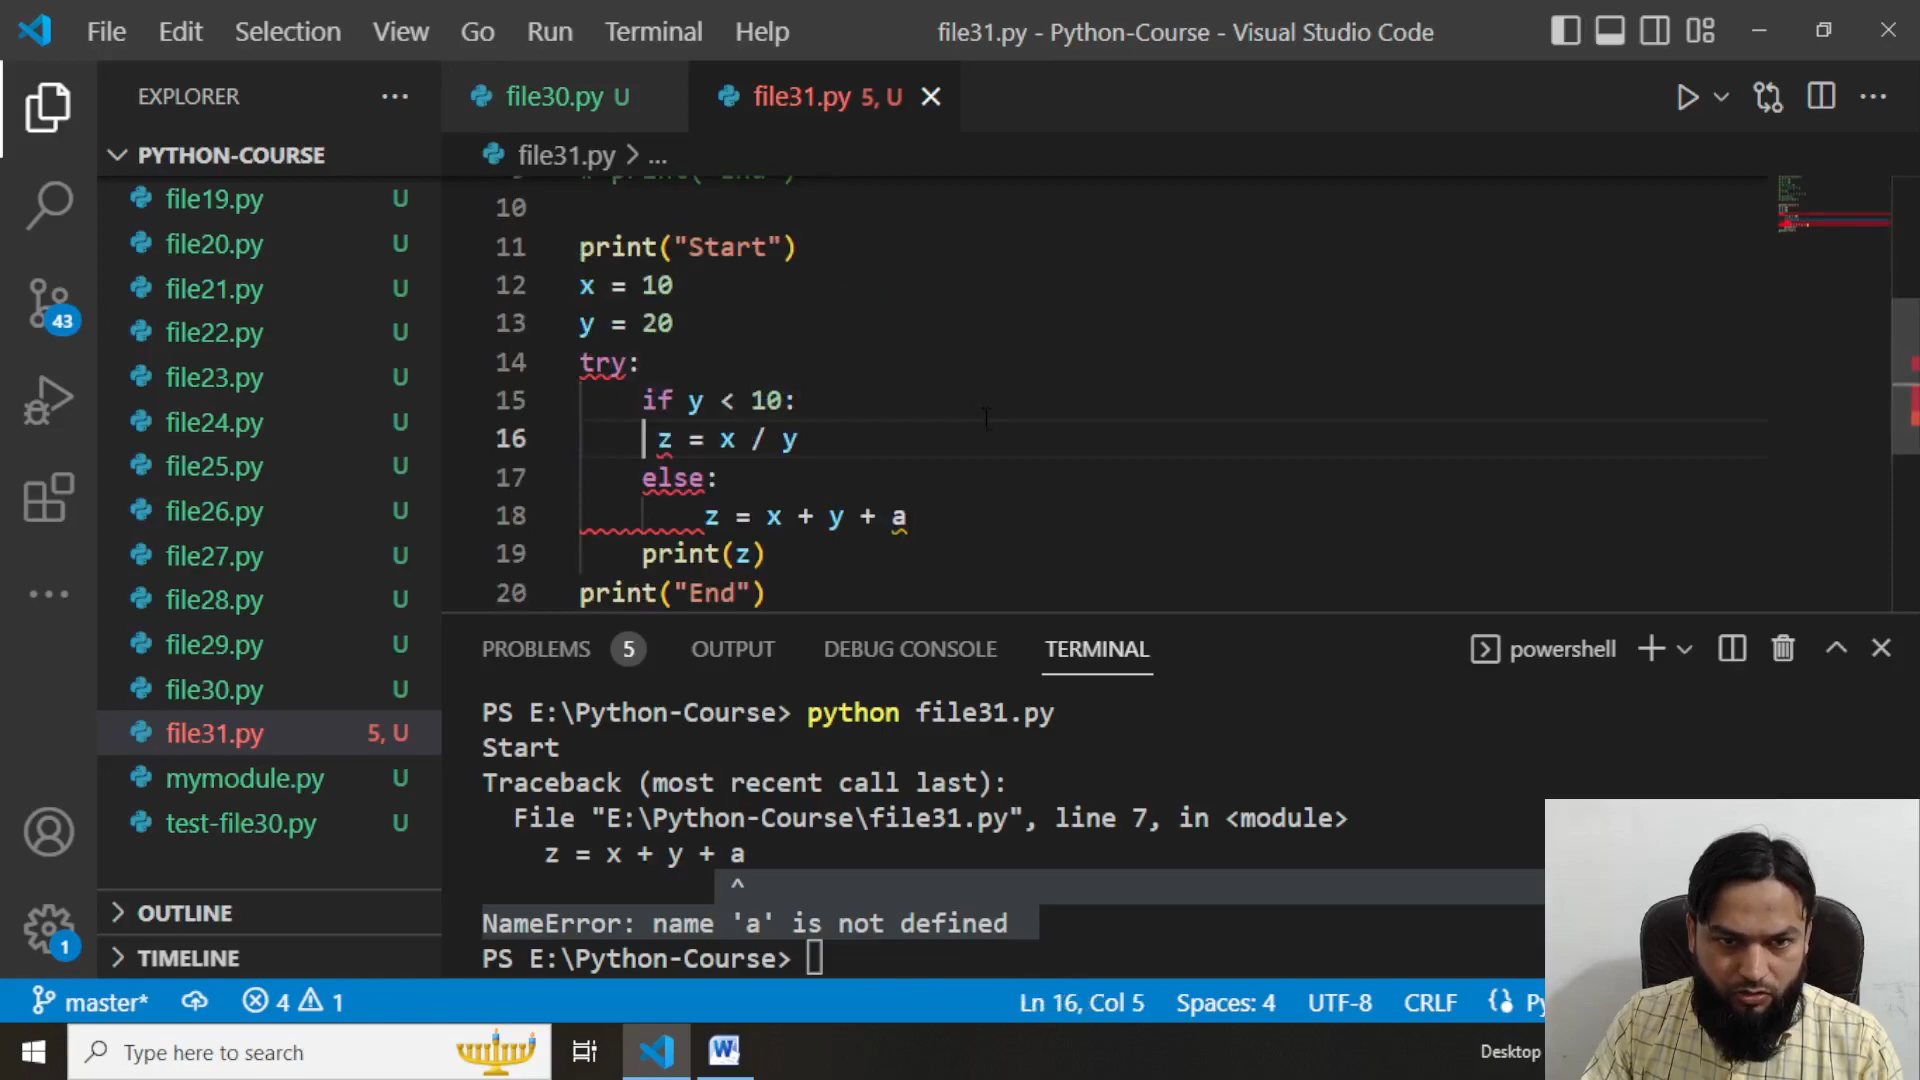 File Edit Selection View Go Run Terminal Help
file31.py - Python-Course - Visual Studio Code
EXPLORER
file30.py U
file31.py 5, U
PYTHON-COURSE
file31.py > ...
file19.py U
file20.py U
file21.py U
file22.py U
file23.py U
file24.py U
file25.py U
file26.py U
file27.py U
file28.py U
file29.py U
file30.py U
file31.py 5, U
mymodule.py U
test-file30.py U
OUTLINE
TIMELINE
43
1
10
11 print("Start")
12 x = 10
13 y = 20
14 try:
15 if y < 10:
16 z = x / y
17 else:
18 z = x + y + a
19 print(z)
20 print("End")
PROBLEMS 5 OUTPUT DEBUG CONSOLE TERMINAL
powershell
PS E:\Python-Course> python file31.py
Start
Traceback (most recent call last):
File "E:\Python-Course\file31.py", line 7, in <module>
z = x + y + a
^
NameError: name 'a' is not defined
PS E:\Python-Course>
master* 4 1
Ln 16, Col 5 Spaces: 4 UTF-8 CRLF Py
Type here to search
W
Desktop